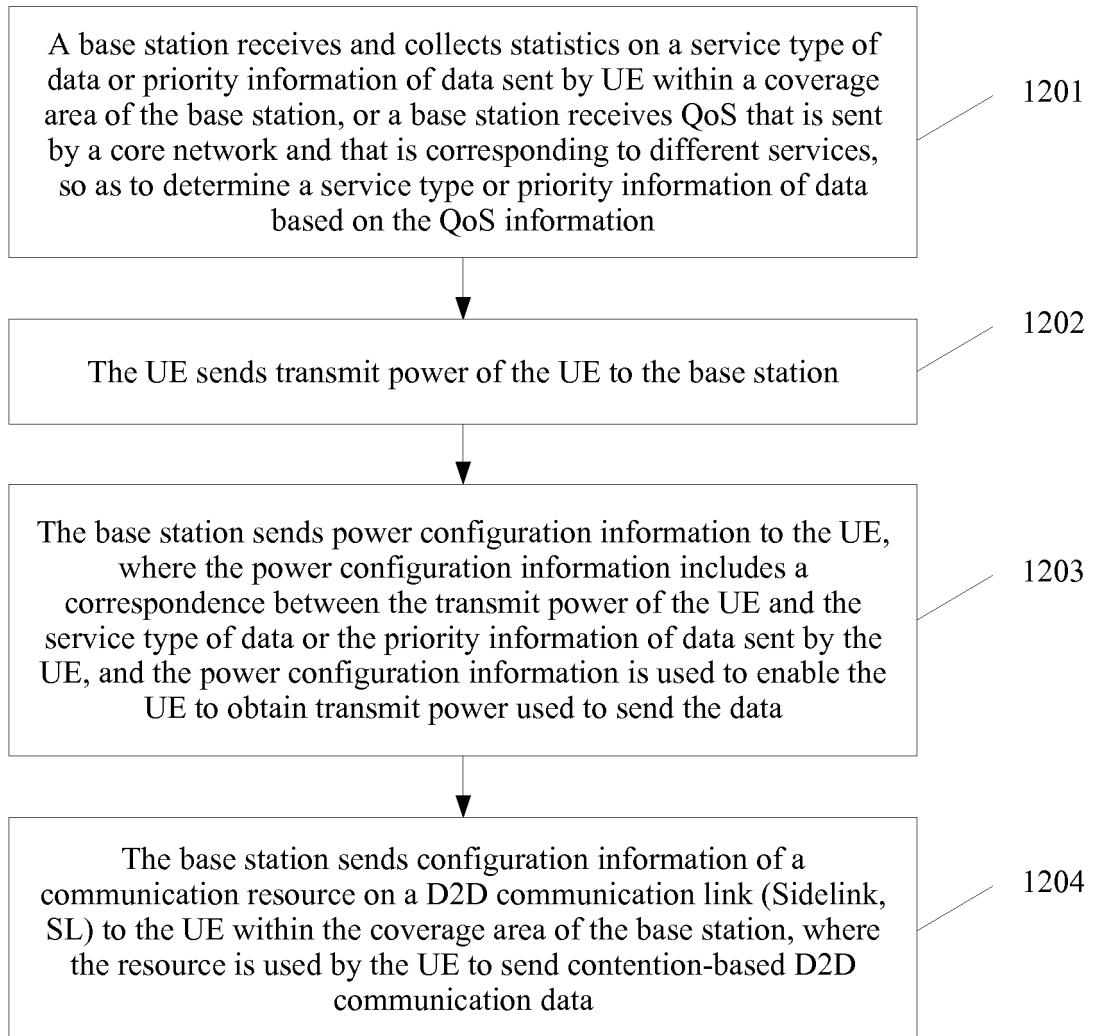 A base station receives and collects statistics on a service type of
data or priority information of data sent by UE within a coverage
area of the base station, or a base station receives QoS that is sent
by a core network and that is corresponding to different services,
so as to determine a service type or priority information of data
based on the QoS information
1201
The UE sends transmit power of the UE to the base station
1202
The base station sends power configuration information to the UE,
where the power configuration information includes a
correspondence between the transmit power of the UE and the
service type of data or the priority information of data sent by the
UE, and the power configuration information is used to enable the
UE to obtain transmit power used to send the data
1203
The base station sends configuration information of a
communication resource on a D2D communication link (Sidelink,
SL) to the UE within the coverage area of the base station, where
the resource is used by the UE to send contention-based D2D
communication data
1204